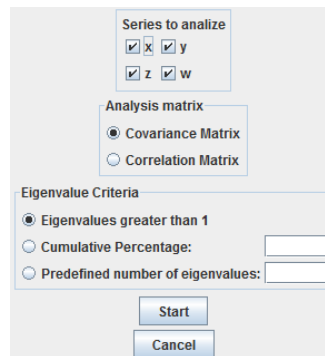 Series to analize
x y
z w
Analysis matrix
Covariance Matrix
Correlation Matrix
Eigenvalue Criteria
Eigenvalues greater than 1
Cumulative Percentage:
Predefined number of eigenvalues:
Start
Cancel